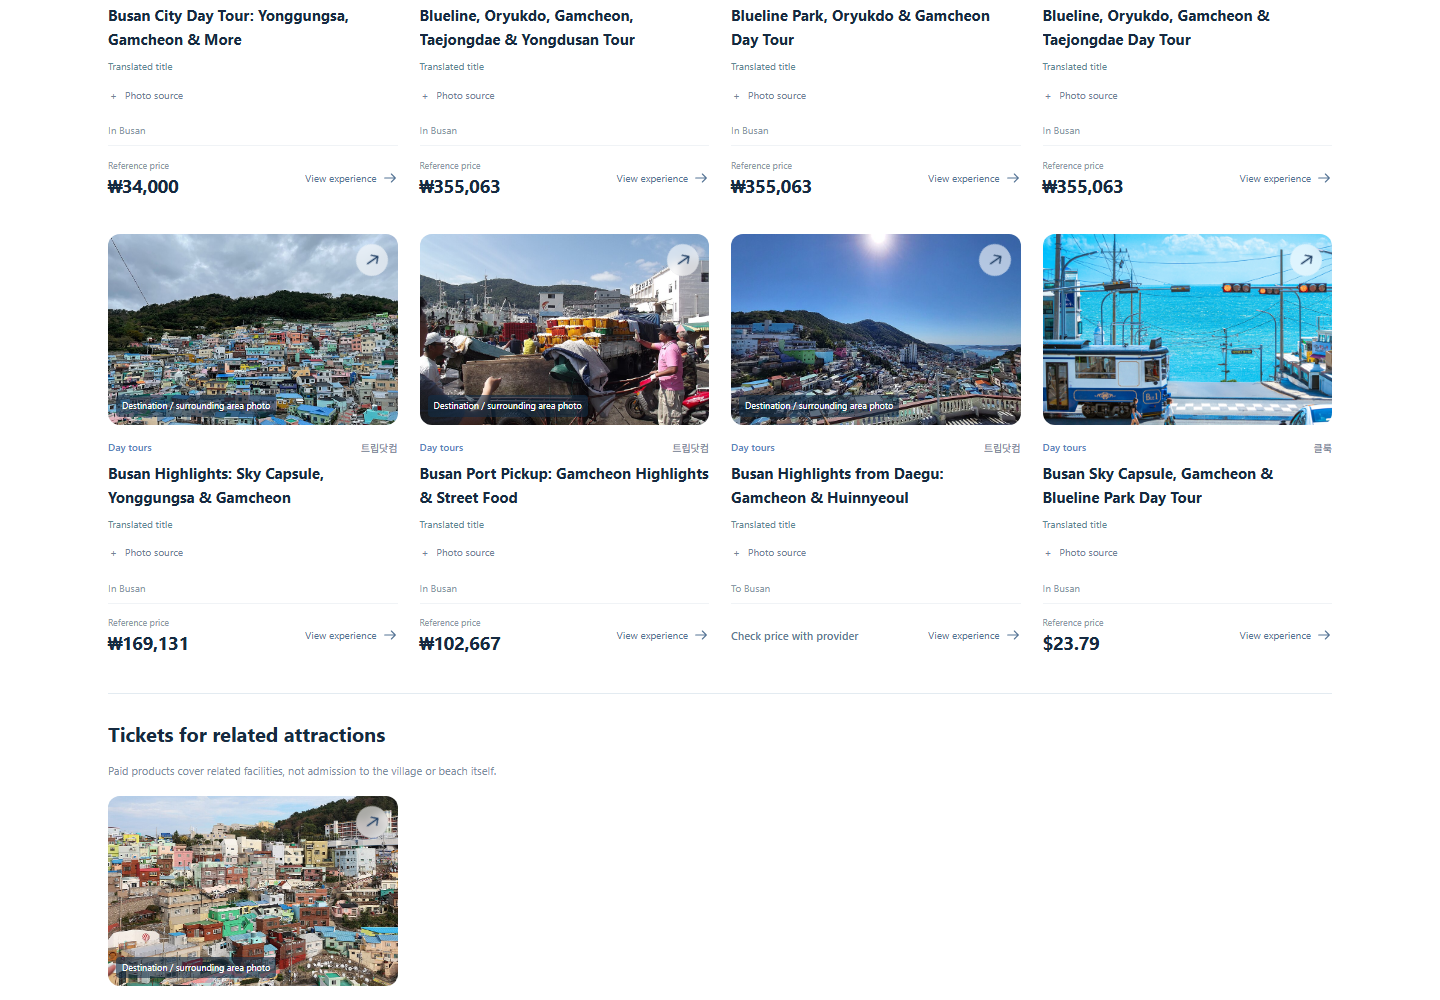 Busan City Day Tour: Yonggungsa,
Gamcheon & More
Translated title
+ Photo source
In Busan
Reference price
₩34,000
View experience
Blueline, Oryukdo, Gamcheon,
Taejongdae & Yongdusan Tour
Translated title
+ Photo source
In Busan
Reference price
₩355,063
View experience
Blueline Park, Oryukdo & Gamcheon
Day Tour
Translated title
+ Photo source
In Busan
Reference price
₩355,063
View experience
Blueline, Oryukdo, Gamcheon &
Taejongdae Day Tour
Translated title
+ Photo source
In Busan
Reference price
₩355,063
View experience
Destination / surrounding area photo
Day tours 트립닷컴
Busan Highlights: Sky Capsule,
Yonggungsa & Gamcheon
Translated title
+ Photo source
In Busan
Reference price
₩169,131
View experience
Destination / surrounding area photo
Day tours 트립닷컴
Busan Port Pickup: Gamcheon Highlights
& Street Food
Translated title
+ Photo source
In Busan
Reference price
₩102,667
View experience
Destination / surrounding area photo
Day tours 트립닷컴
Busan Highlights from Daegu:
Gamcheon & Huinnyeoul
Translated title
+ Photo source
To Busan
Check price with provider
View experience
Day tours 클룩
Busan Sky Capsule, Gamcheon &
Blueline Park Day Tour
Translated title
+ Photo source
In Busan
Reference price
$23.79
View experience
Tickets for related attractions
Paid products cover related facilities, not admission to the village or beach itself.
Destination / surrounding area photo